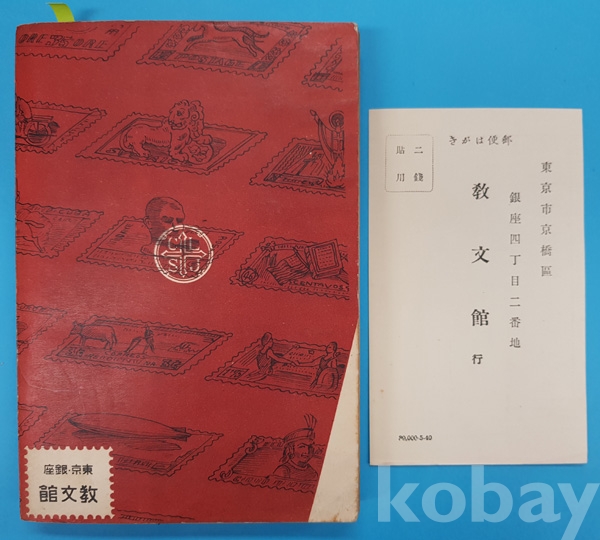 C C
S J
東京・銀座
教文館
郵便はがき
二錢
貼用
東京市京橋區
銀座四丁目二番地
教文館行
kobay